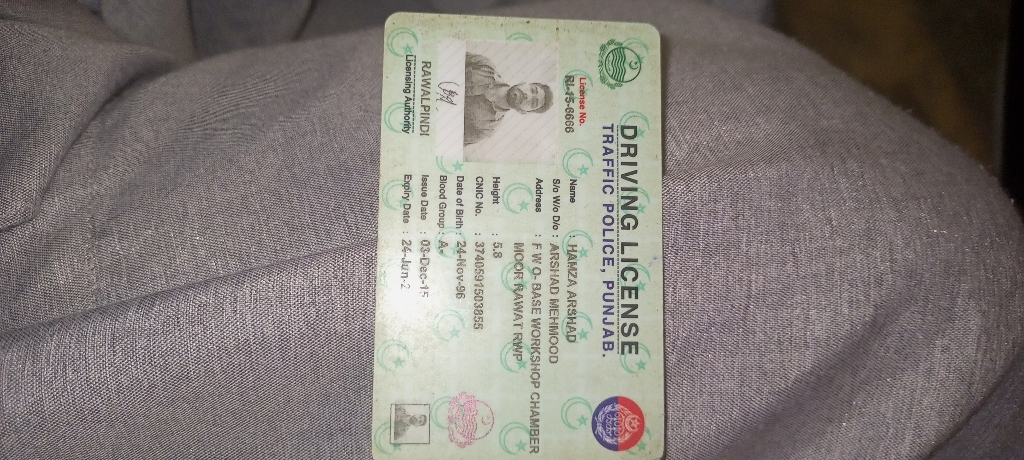 DRIVING LICENSE
TRAFFIC POLICE, PUNJAB.
License No.
RL-15-6666
Name : HAMZA ARSHAD
S/o W/o D/o : ARSHAD MEHMOOD
Address : F W O- BASE WORKSHOP CHAMBER
MOOR RAWAT RWP
Height : 5.8
CNIC No. : 3740591503855
Date of Birth : 24-Nov-96
Blood Group : A+
Issue Date : 03-Dec-15
Expiry Date : 24-Jun-2
RAWALPINDI
Licensing Authority